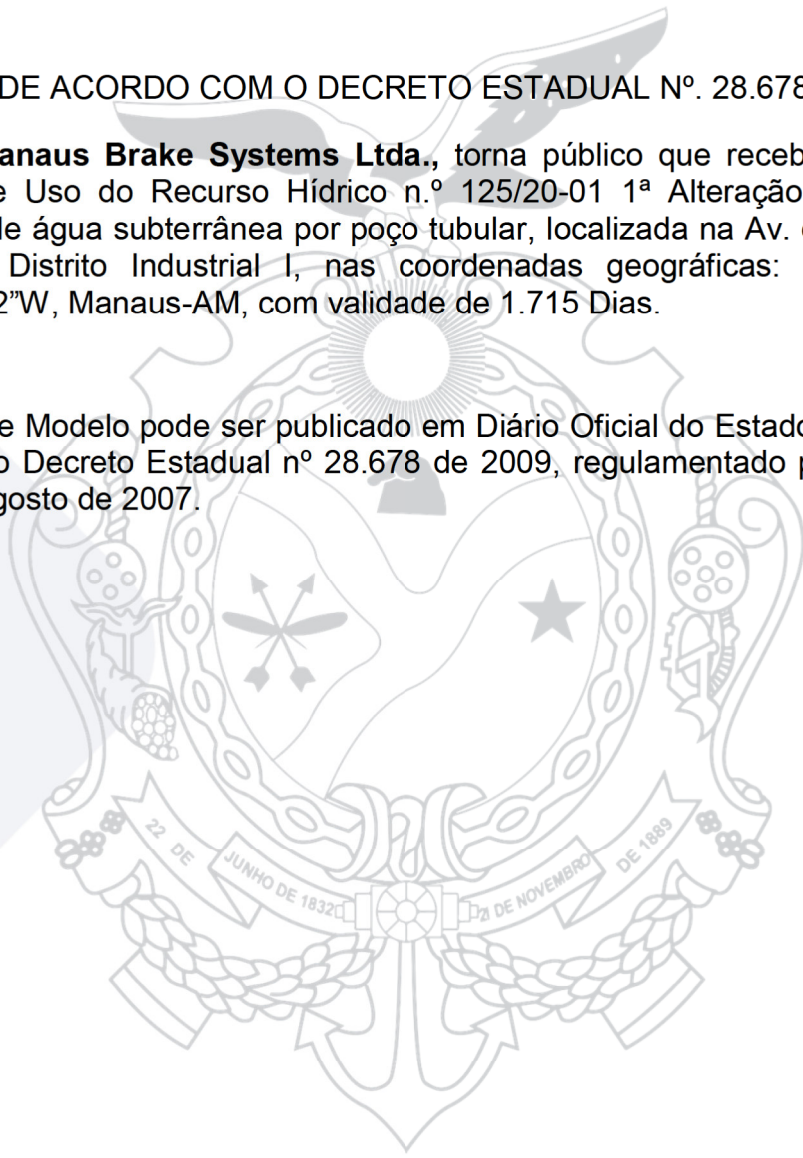 DE ACORDO COM O DECRETO ESTADUAL Nº. 28.678
anaus Brake Systems Ltda., torna público que receb
e Uso do Recurso Hídrico n.º 125/20-01 1ª Alteração
de água subterrânea por poço tubular, localizada na Av.
Distrito Industrial I, nas coordenadas geográficas:
2”W, Manaus-AM, com validade de 1.715 Dias.
e Modelo pode ser publicado em Diário Oficial do Estado
o Decreto Estadual nº 28.678 de 2009, regulamentado p
gosto de 2007.
22 DE JUNHO DE 1832
21 DE NOVEMBRO DE 1889